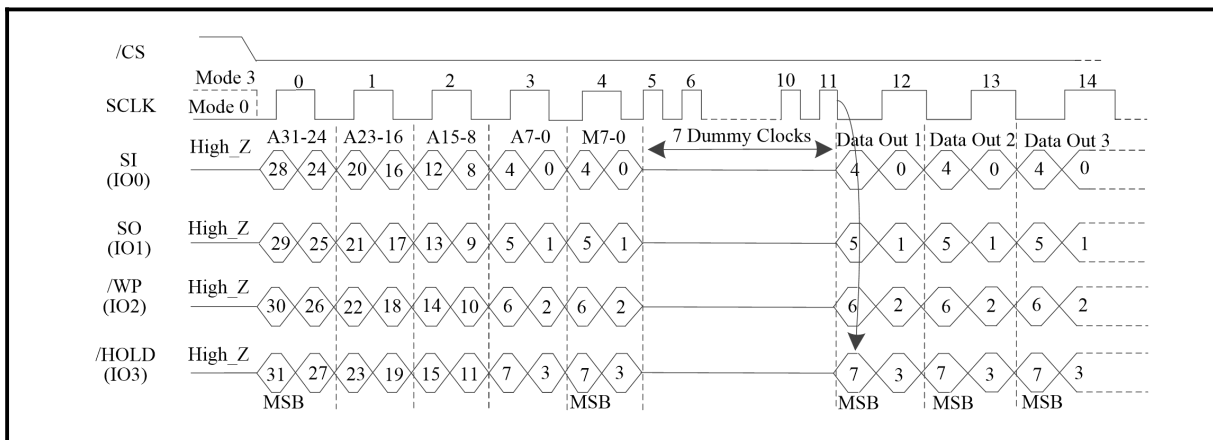 /CS
Mode 3 0 1 2 3 4 5 6 10 11 12 13 14
SCLK Mode 0
A31-24 A23-16 A15-8 A7-0 M7-0 7 Dummy Clocks Data Out 1 Data Out 2 Data Out 3
SI High_Z
(IO0) 28 24 20 16 12 8 4 0 4 0 4 0 4 0 4 0
SO High_Z
(IO1) 29 25 21 17 13 9 5 1 5 1 5 1 5 1 5 1
/WP High_Z
(IO2) 30 26 22 18 14 10 6 2 6 2 6 2 6 2 6 2
/HOLD High_Z
(IO3) 31 27 23 19 15 11 7 3 7 3 7 3 7 3 7 3
MSB MSB MSB MSB MSB